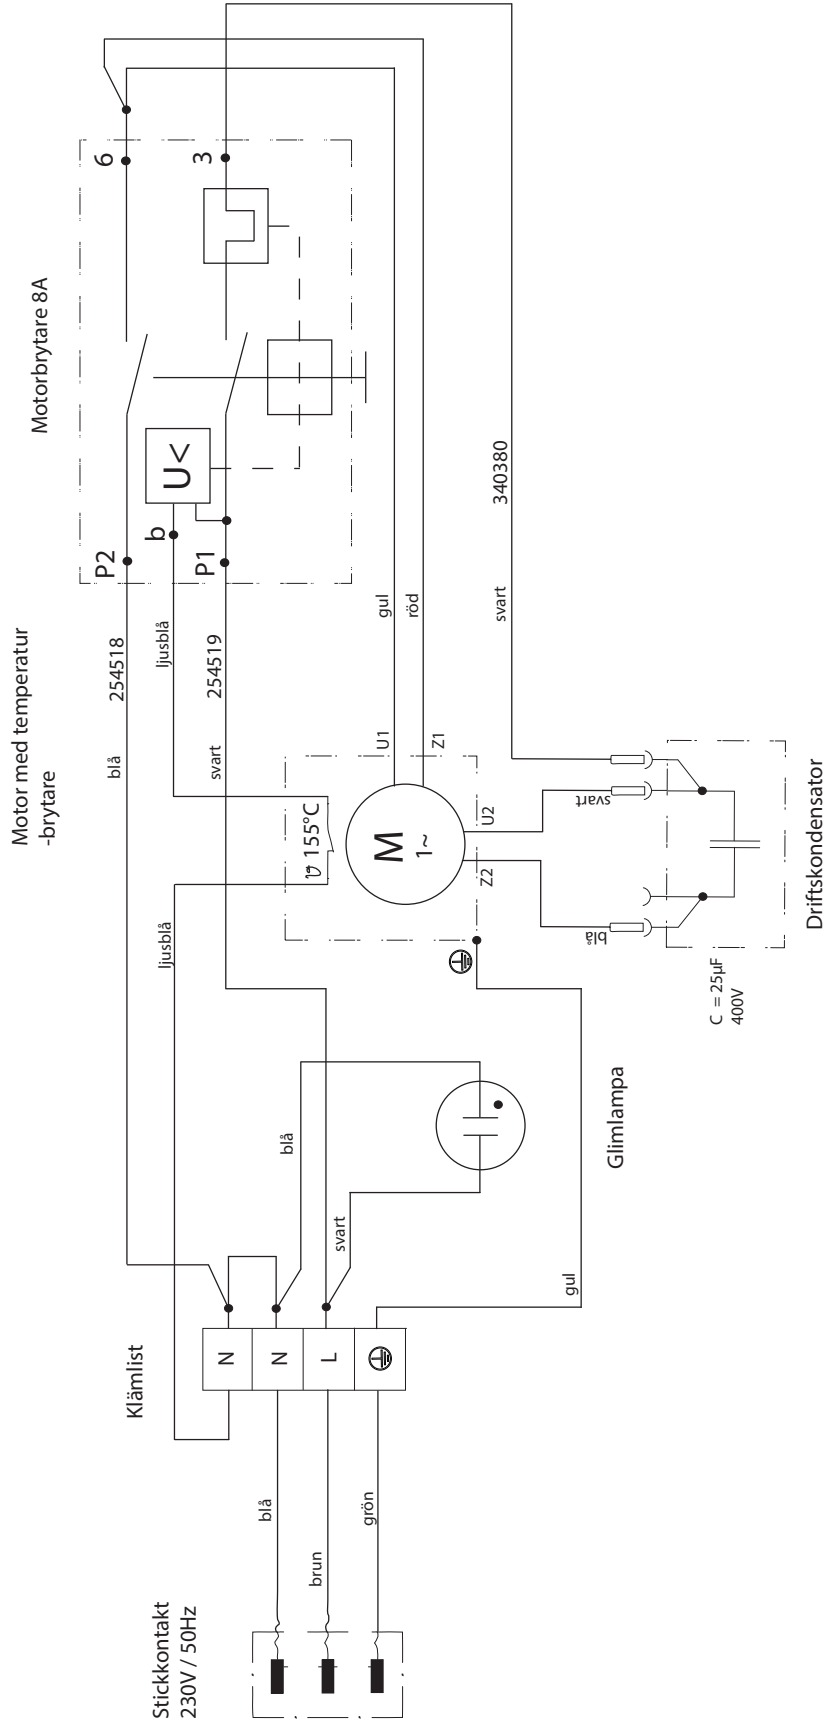 Stickkontakt
230V / 50Hz
blå
brun
grön
Klämlist
N
N
L
blå
svart
gul
Glimlampa
Motor med temperatur
-brytare
ljusblå
blå
svart
254518
ljusblå
254519
ϑ 155°C
M
1~
U1
Z1
U2
Z2
gul
röd
Motorbrytare 8A
P2
b
P1
U<
6
3
svart
340380
svart
blå
C = 25µF
400V
Driftskondensator